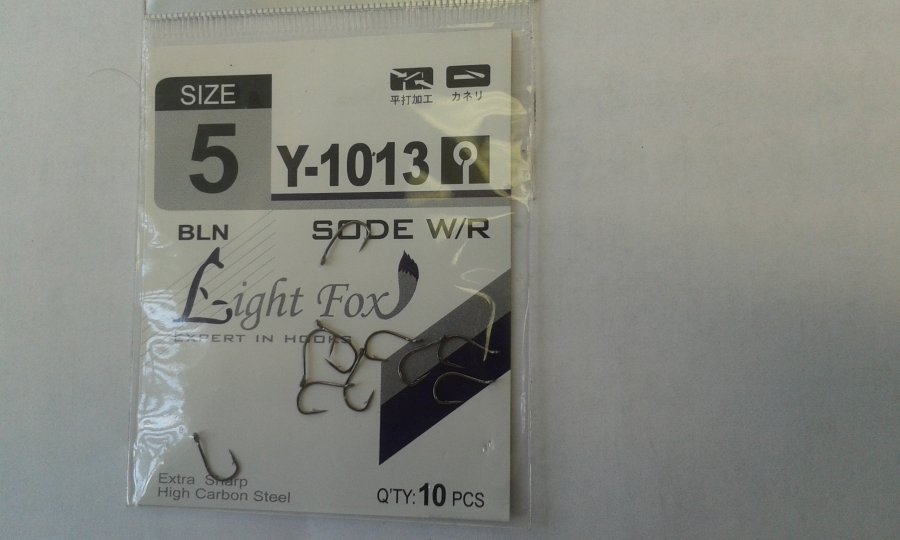 SIZE
5
平打加工
カネリ
Y-1013
BLN
SODE W/R
Light Fox
EXPERT IN HOOKS
Extra Sharp
High Carbon Steel
Q'TY: 10 PCS